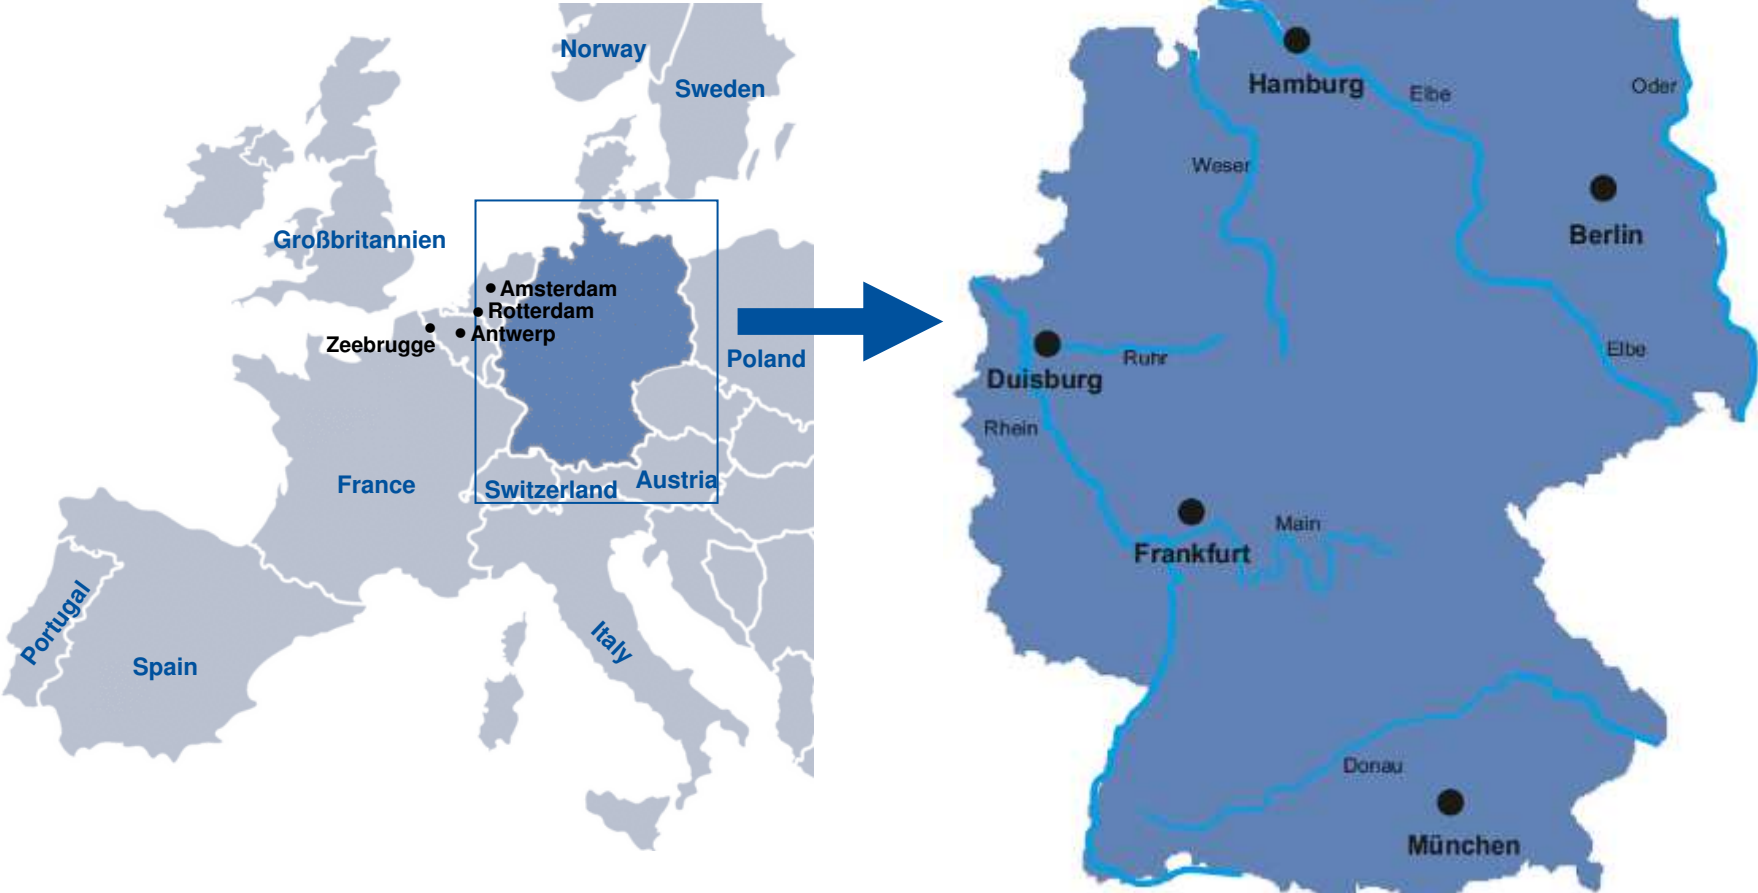 Norway
Sweden
Großbritannien
Amsterdam
Rotterdam
Antwerp
Zeebrugge
Poland
France
Switzerland
Austria
Portugal
Spain
Italy
Hamburg
Elbe
Oder
Weser
Berlin
Ruhr
Elbe
Duisburg
Rhein
Main
Frankfurt
Donau
München